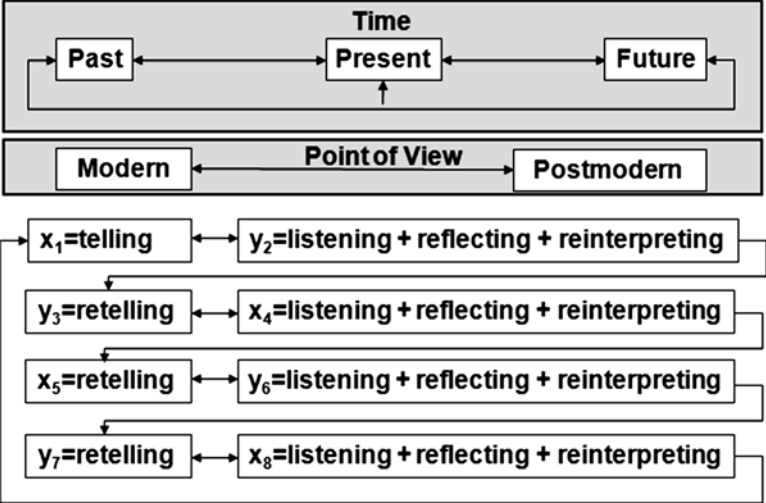 Time
Past Present Future
Point of View
Modern Postmodern
x₁=telling y₂=listening + reflecting + reinterpreting
y₃=retelling x₄=listening + reflecting + reinterpreting
x₅=retelling y₆=listening + reflecting + reinterpreting
y₇=retelling x₈=listening + reflecting + reinterpreting